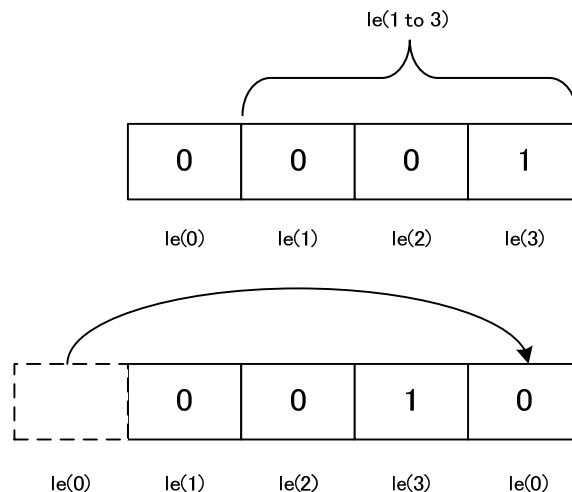 le(1 to 3)
0 0 0 1
le(0) le(1) le(2) le(3)
0 0 1 0
le(0) le(1) le(2) le(3) le(0)